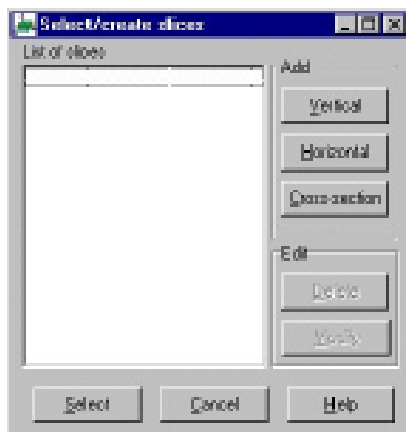 Select/create slices
List of slices
Add
Vertical
Horizontal
Cross-section
Edit
Delete
Modify
Select
Cancel
Help